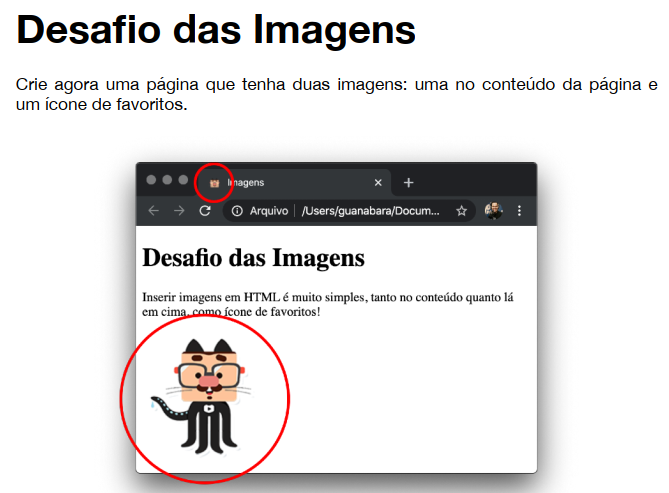 Desafio das Imagens
Crie agora uma página que tenha duas imagens: uma no conteúdo da página e
um ícone de favoritos.
Imagens
Arquivo /Users/guanabara/Docum...
Desafio das Imagens
Inserir imagens em HTML é muito simples, tanto no conteúdo quanto lá
em cima, como ícone de favoritos!